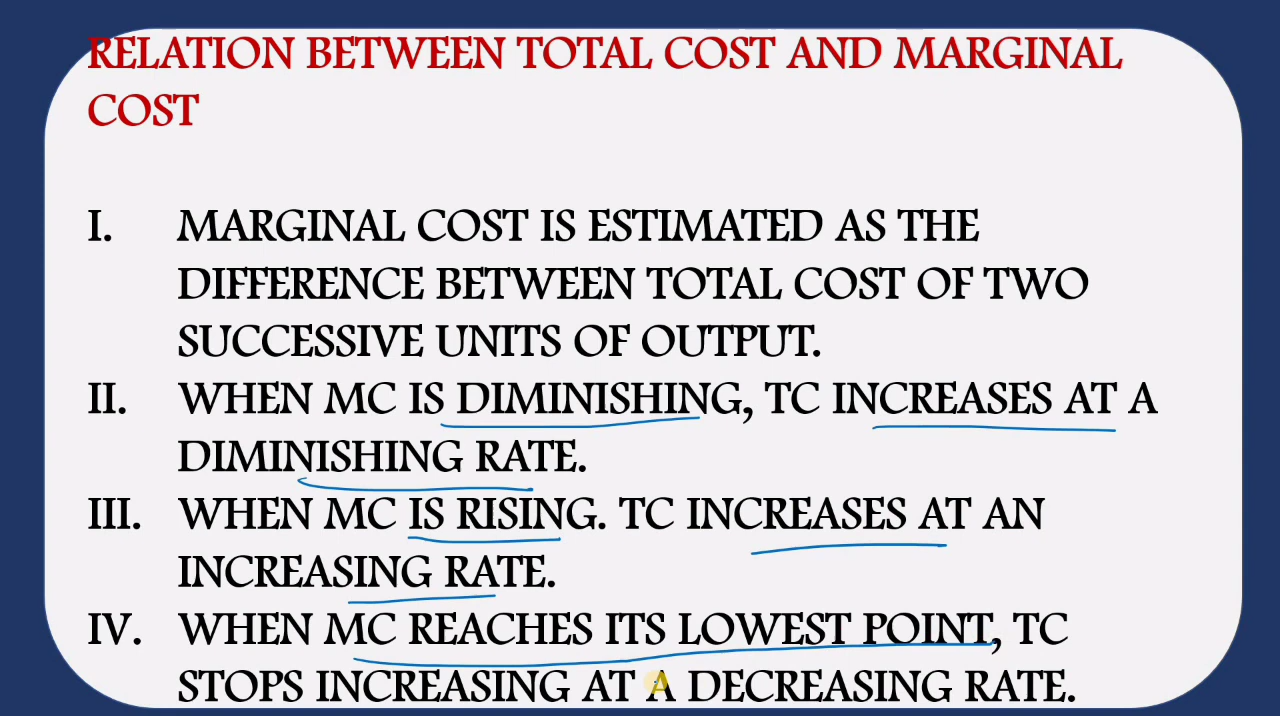 RELATION BETWEEN TOTAL COST AND MARGINAL
COST
I. MARGINAL COST IS ESTIMATED AS THE
DIFFERENCE BETWEEN TOTAL COST OF TWO
SUCCESSIVE UNITS OF OUTPUT.
II. WHEN MC IS DIMINISHING, TC INCREASES AT A
DIMINISHING RATE.
III. WHEN MC IS RISING. TC INCREASES AT AN
INCREASING RATE.
IV. WHEN MC REACHES ITS LOWEST POINT, TC
STOPS INCREASING AT A DECREASING RATE.